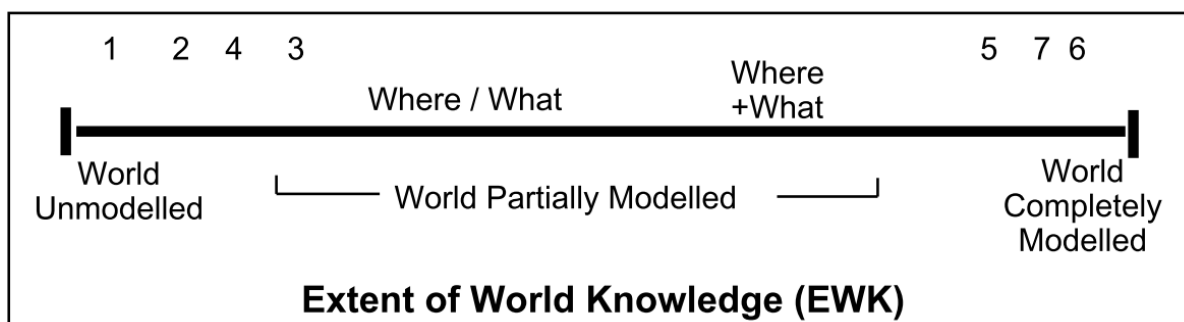 1 2 4 3 5 7 6
Where / What
Where
+What
World
Unmodelled
World Partially Modelled
World
Completely
Modelled
Extent of World Knowledge (EWK)